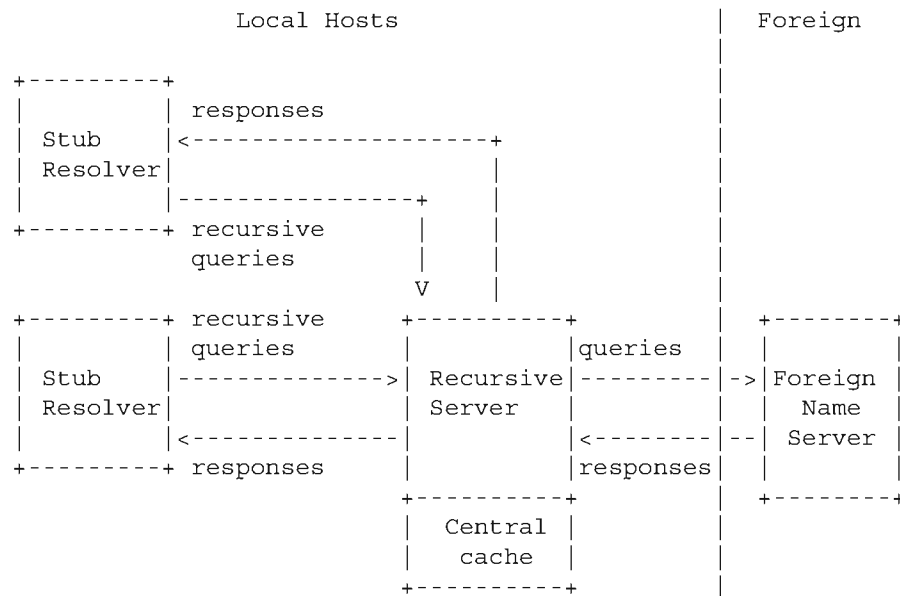 Local Hosts
Foreign
responses
Stub
Resolver
recursive
queries
recursive
queries
queries
Stub
Resolver
Recursive
Server
Foreign
Name
Server
responses
responses
Central
cache